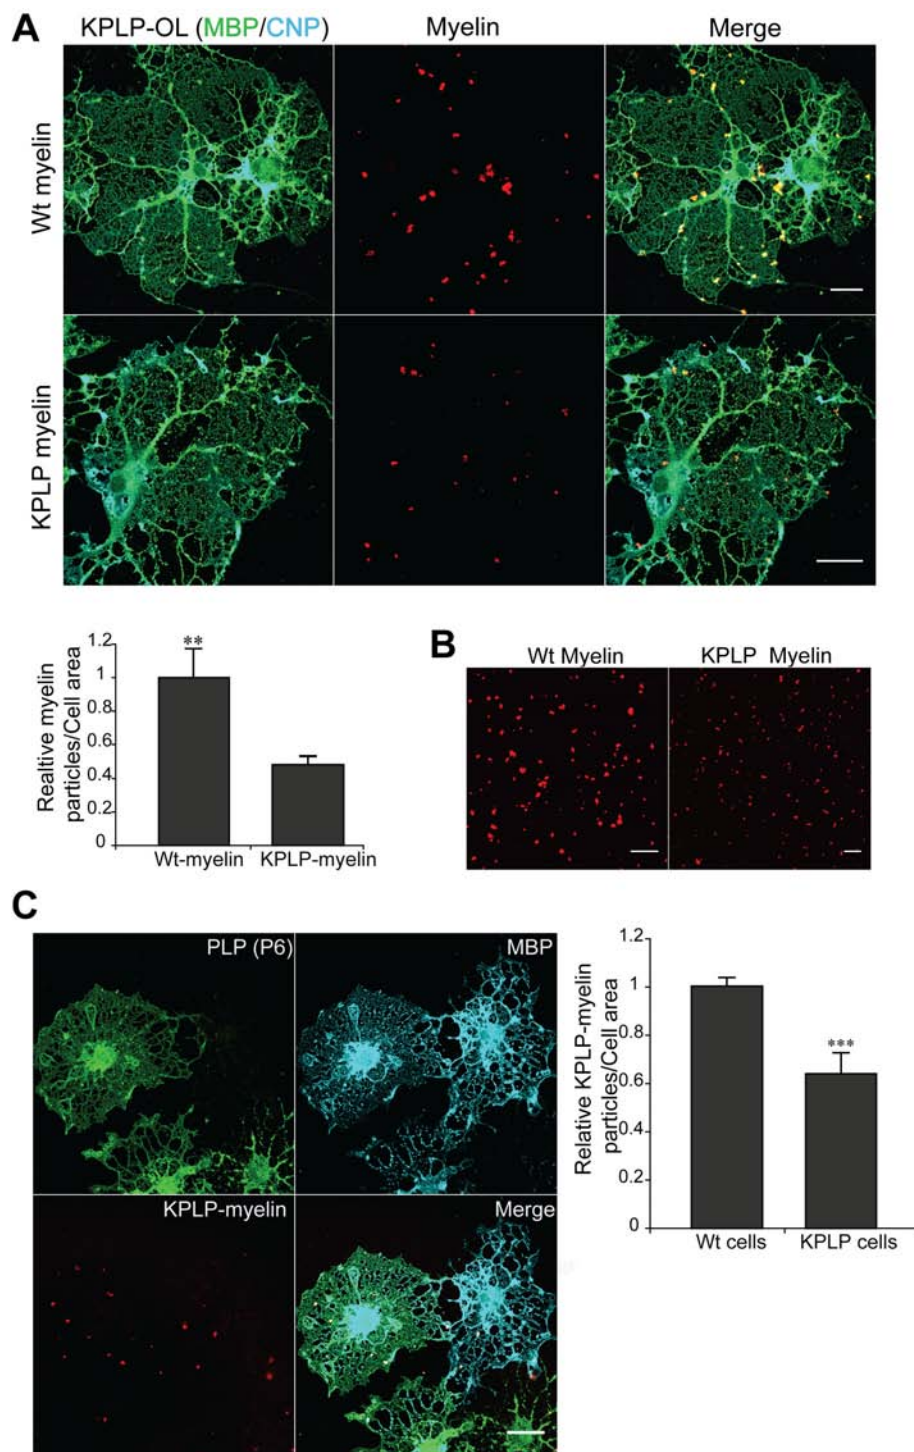 A
KPLP-OL (MBP/CNP)
Myelin
Merge
Wt myelin
KPLP myelin
Realtive myelin
particles/Cell area
1.2
**
1
0.8
0.6
0.4
0.2
0
Wt-myelin
KPLP-myelin
B
Wt Myelin
KPLP Myelin
C
PLP (P6)
MBP
KPLP-myelin
Merge
Relative KPLP-myelin
particles/Cell area
1.2
1
***
0.8
0.6
0.4
0.2
0
Wt cells
KPLP cells